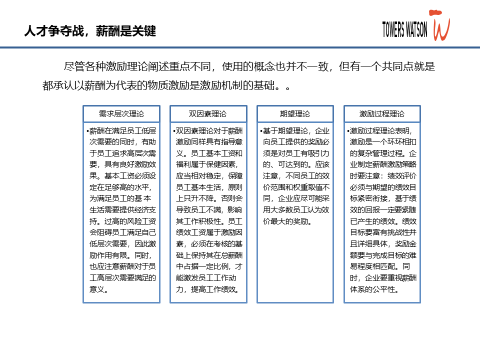 人才争夺战，薪酬是关键
TOWERS WATSON
尽管各种激励理论阐述重点不同，使用的概念也并不一致，但有一个共同点就是
都承认以薪酬为代表的物质激励是激励机制的基础。。
需求层次理论
•薪酬在满足员工低层
次需要的同时，有助
于员工追求高层次需
要，具有良好激励效
果。基本工资必须设
定在足够高的水平，
为满足员工的基 本
生活需要提供经济支
持。过高的风险工资
会阻碍员工满足自己
低层次需要，因此激
励作用有限。同时，
也应注意薪酬对于员
工高层次需要满足的
意义。
双因素理论
•双因素理论对于薪酬
激励同样具有指导意
义。员工基本工资和
福利属于保健因素，
应当相对稳定，保障
员工基本生活，原则
上只升不降。否则会
导致员工不满，影响
其工作积极性。员工
绩效工资属于激励因
素，必须在考核的基
础上保持其在总薪酬
中占据一定比例，才
能激发员工工作动
力，提高工作绩效。
期望理论
•基于期望理论，企业
向员工提供的奖励必
须是对员工有吸引力
的、可达到的。应该
注意，不同员工的效
价范围和权重取值不
同，企业应尽可能采
用大多数员工认为效
价最大的奖励。
激励过程理论
•激励过程理论表明，
激励是一个环环相扣
的复杂管理过程。企
业制定薪酬激励策略
时要注意：绩效评价
必须与期望的绩效目
标紧密衔接，基于绩
效的回报一定要紧随
已产生的绩效。绩效
目标要富有挑战性并
且详细具体，奖励金
额要与完成目标的难
易程度相匹配。同
时，企业要重视薪酬
体系的公平性。